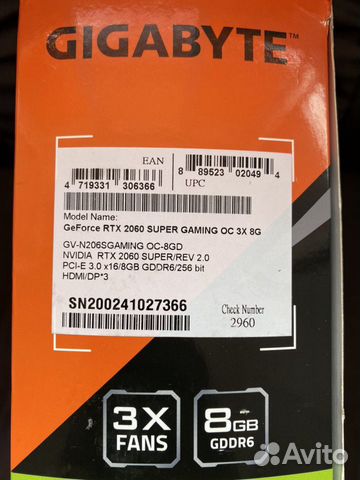 GIGABYTE™
EAN
4 719331 306366
8 89523 02049 4
UPC
Model Name:
GeForce RTX 2060 SUPER GAMING OC 3X 8G
GV-N206SGAMING OC-8GD
NVIDIA RTX 2060 SUPER/REV 2.0
PCI-E 3.0 x16/8GB GDDR6/256 bit
HDMI/DP*3
SN200241027366
Check Number
2960
3X
FANS
8GB
GDDR6
Avito